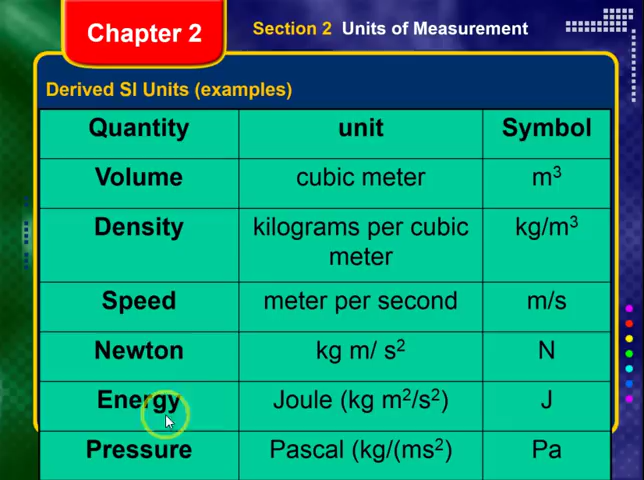 Chapter 2
Section 2 Units of Measurement
Derived SI Units (examples)
Quantity unit Symbol
Volume cubic meter m³
Density kilograms per cubic kg/m³
meter
Speed meter per second m/s
Newton kg m/ s² N
Energy Joule (kg m²/s²) J
Pressure Pascal (kg/(ms²) Pa